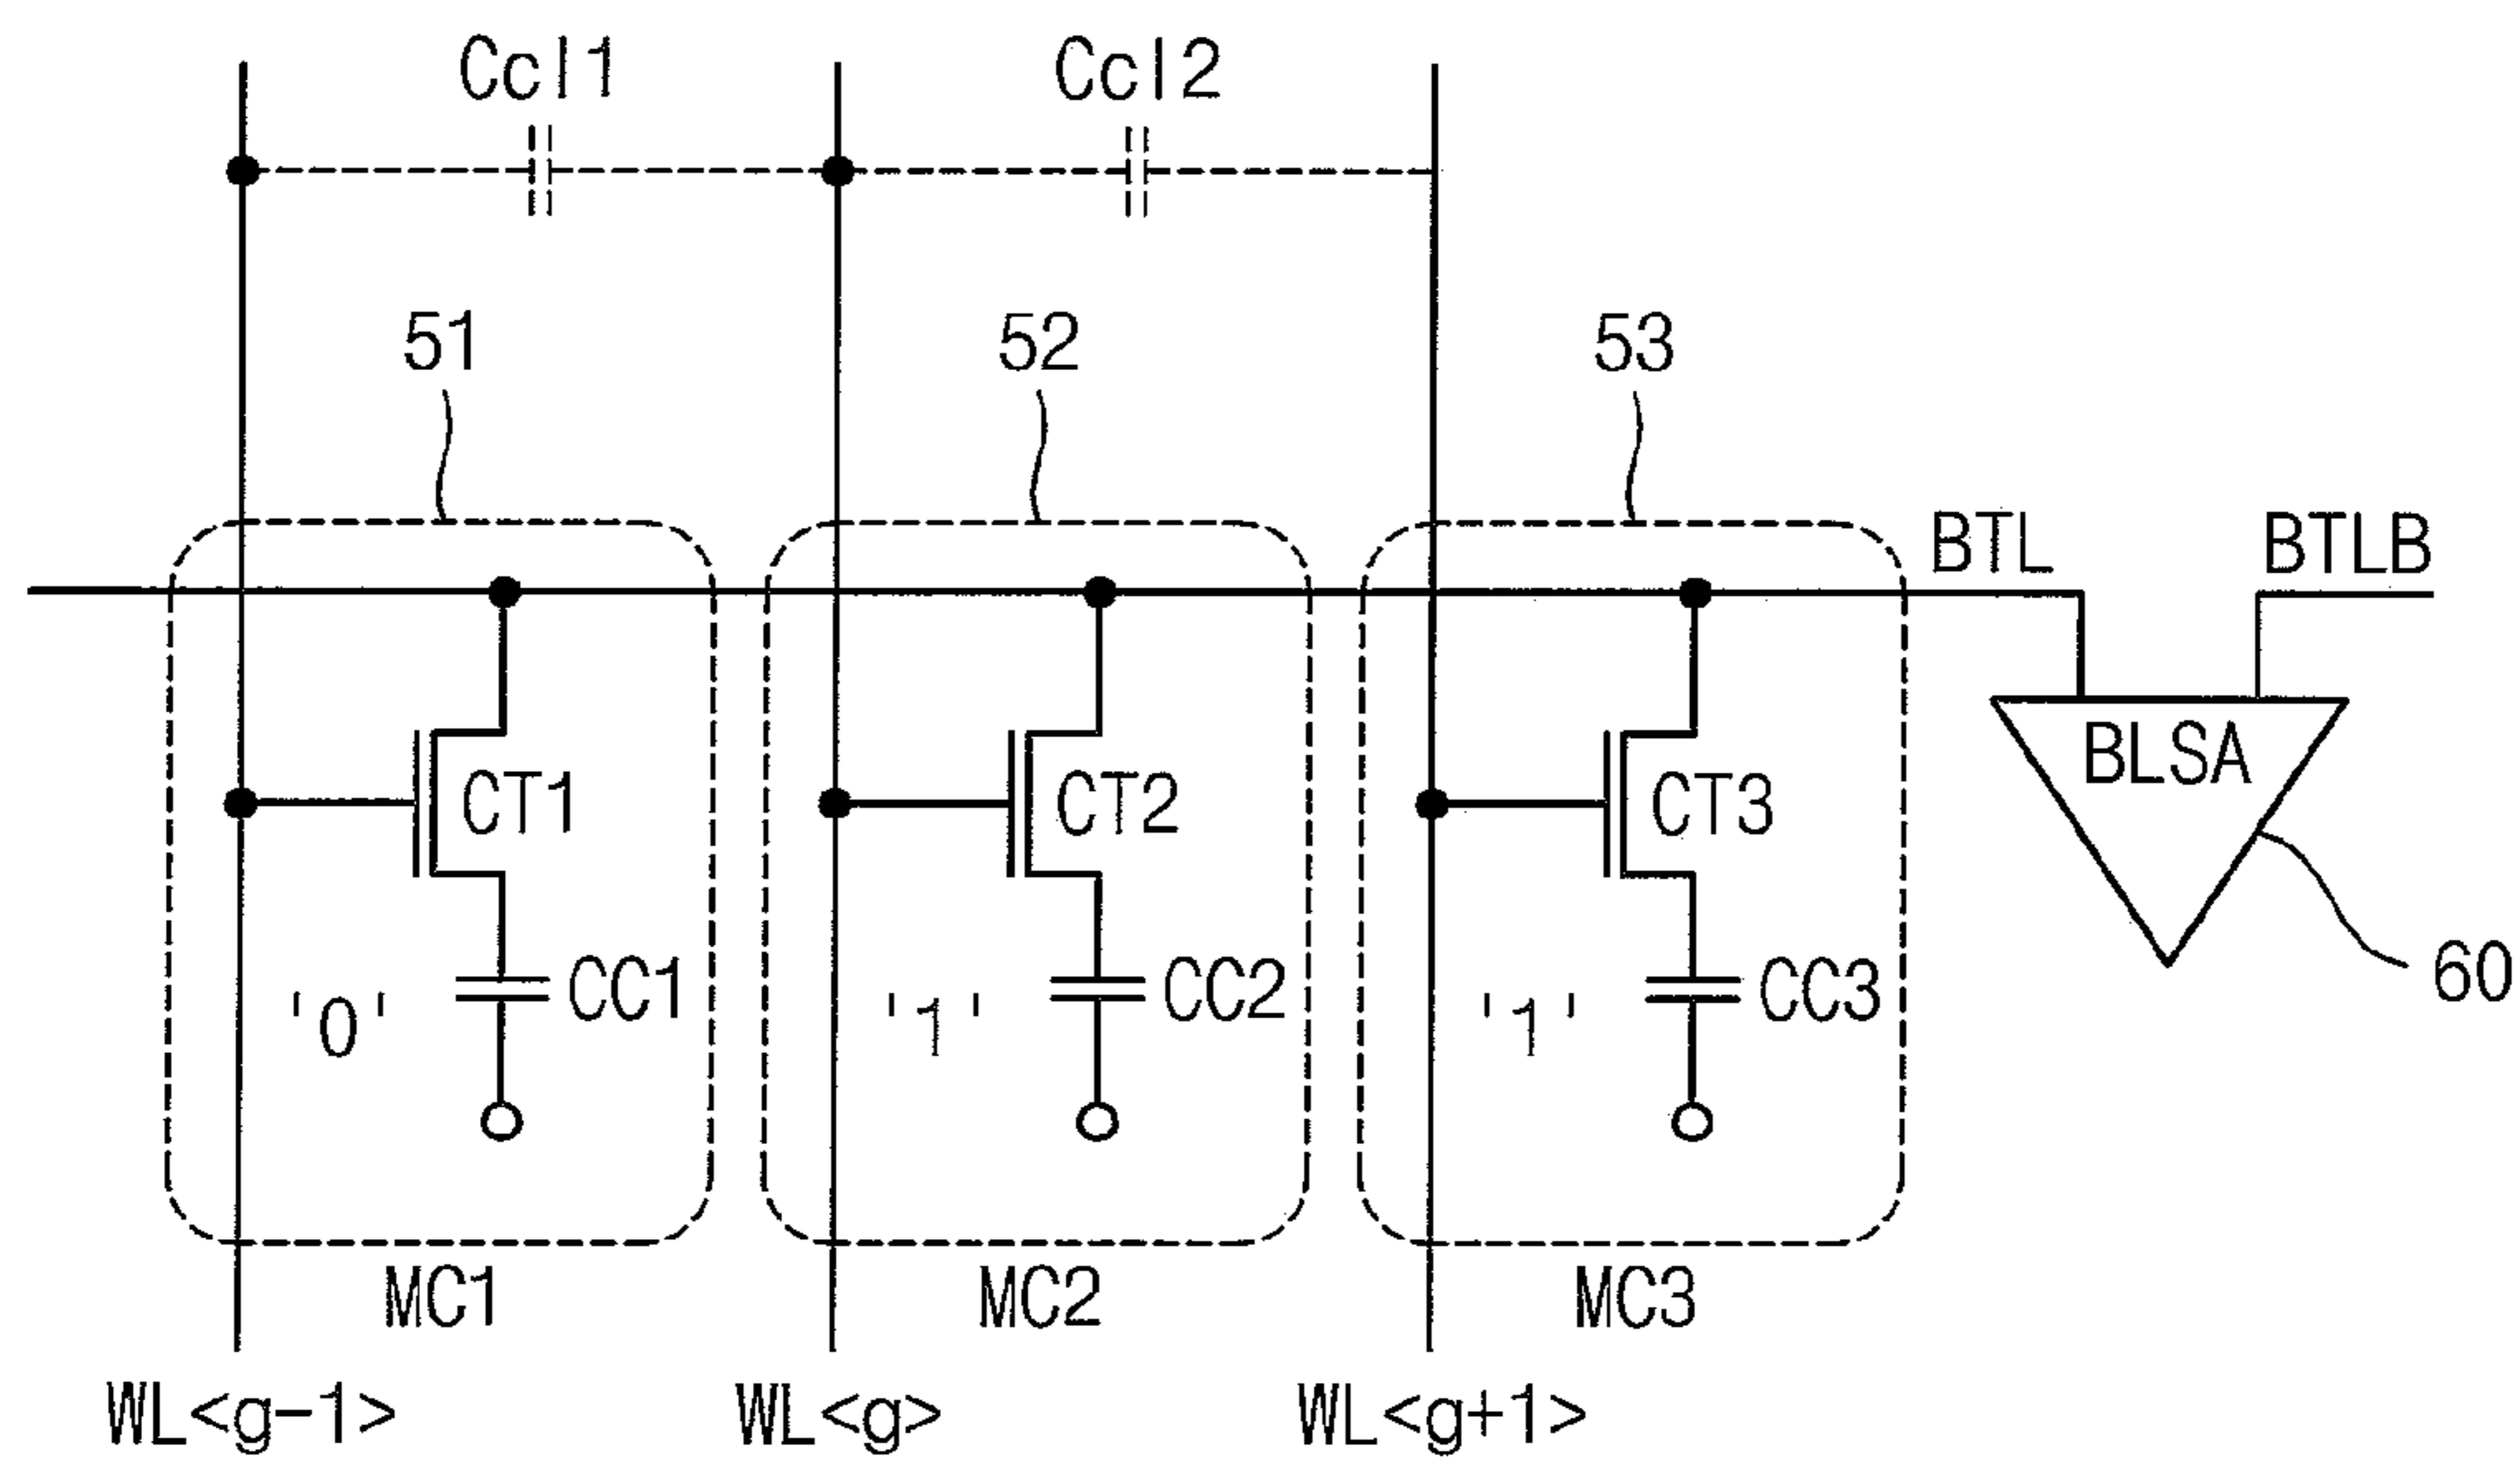 Ccl1
Ccl2
51
52
53
BTL
BTLB
BLSA
CT1
CT2
CT3
CC1
CC2
CC3
60
'0'
'1'
'1'
MC1
MC2
MC3
WL<g-1>
WL<g>
WL<g+1>